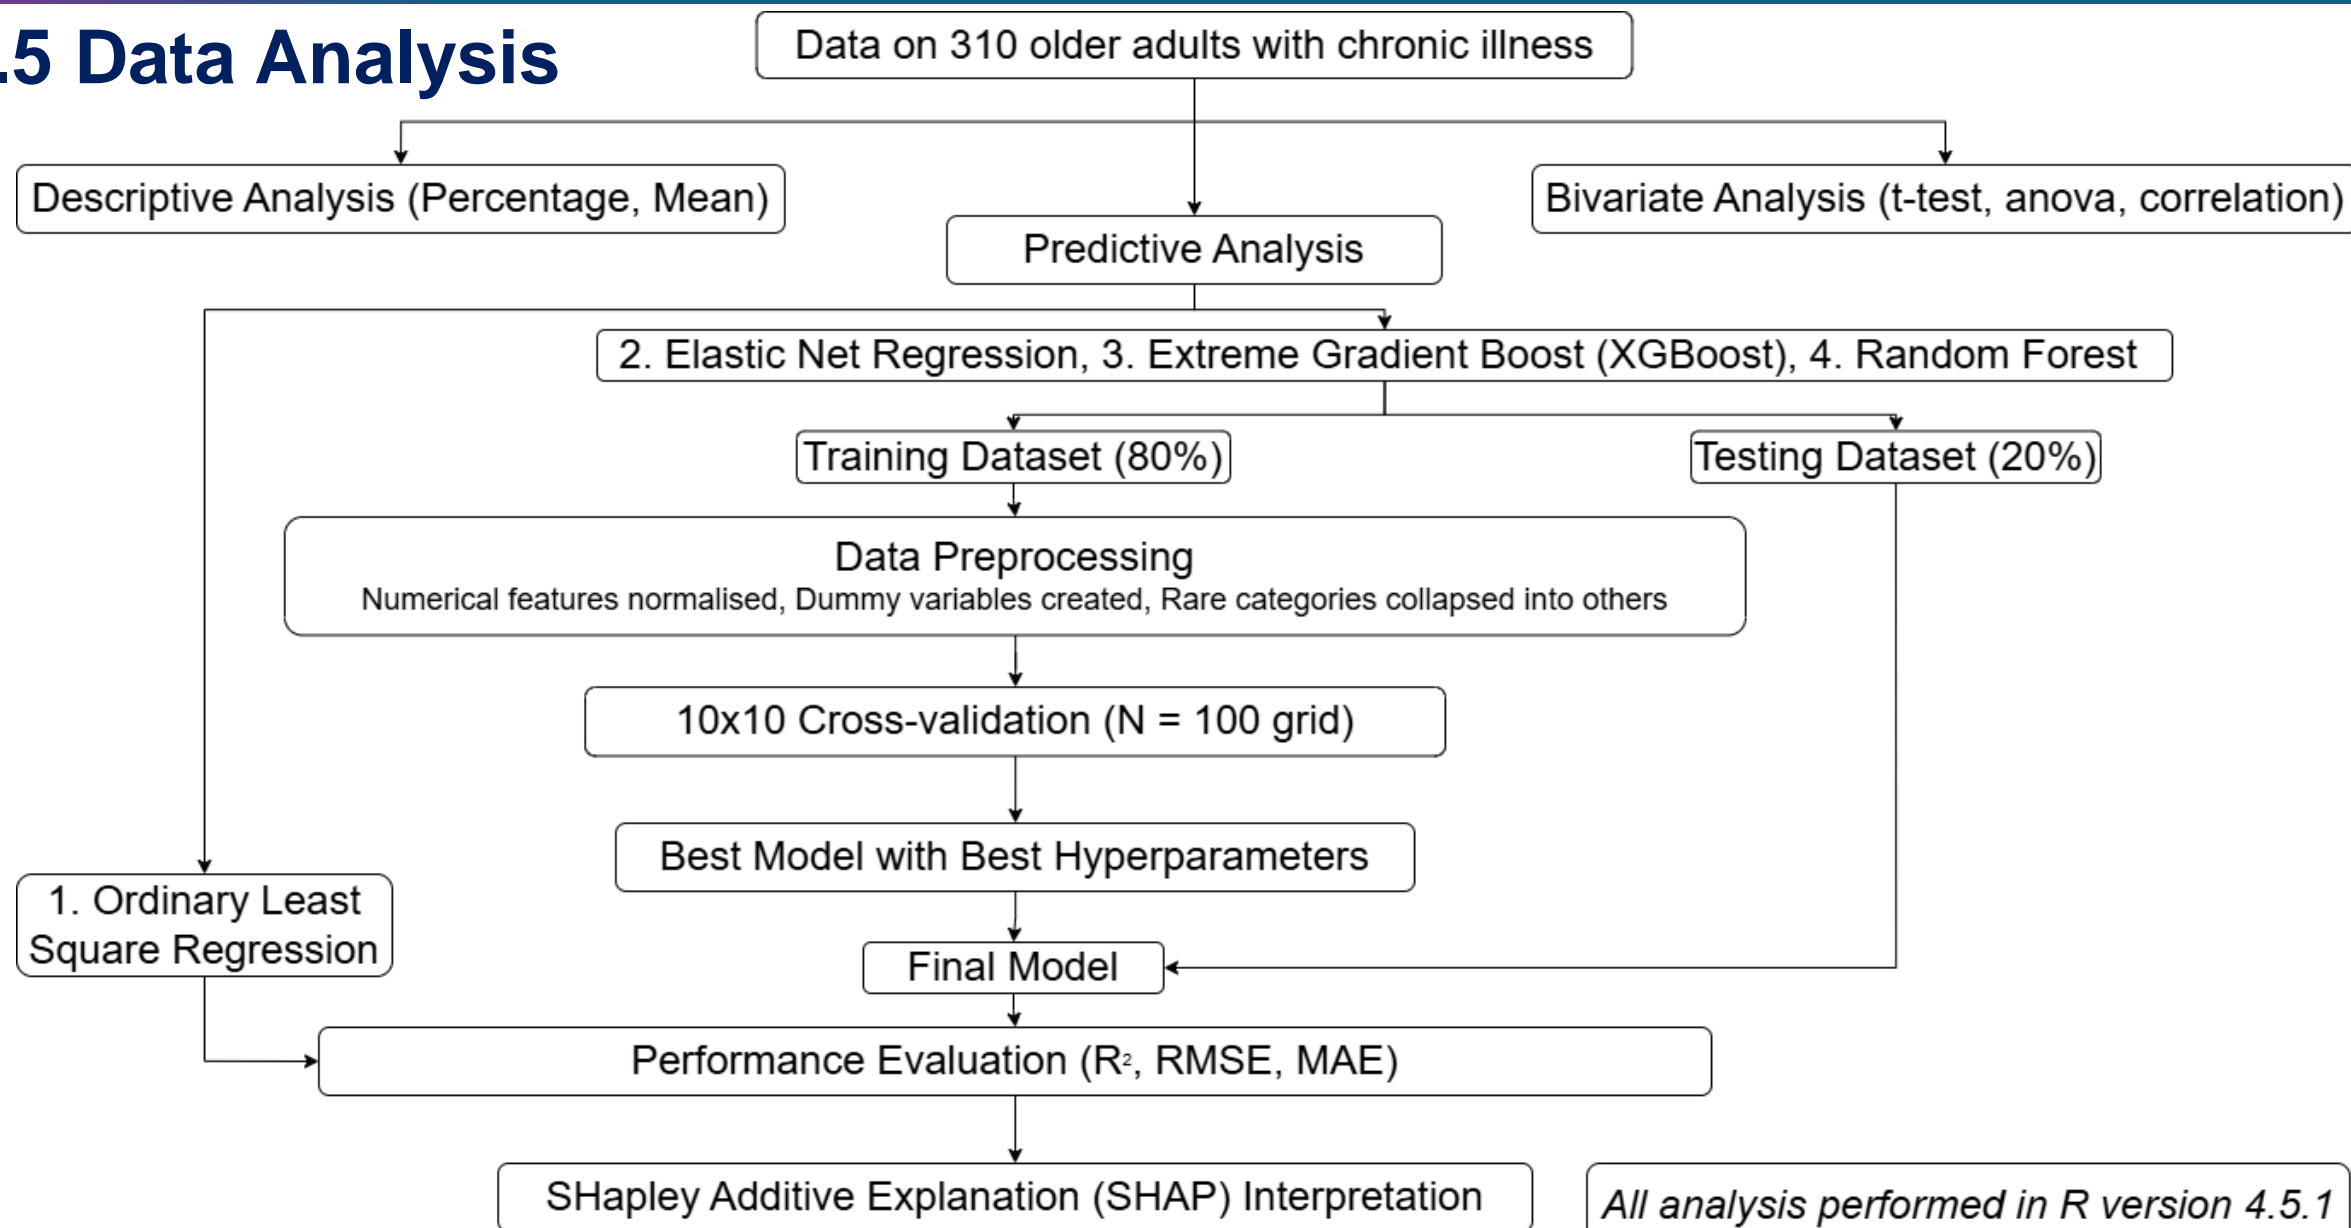 .5 Data Analysis
Data on 310 older adults with chronic illness
Descriptive Analysis (Percentage, Mean)
Bivariate Analysis (t-test, anova, correlation)
Predictive Analysis
2. Elastic Net Regression, 3. Extreme Gradient Boost (XGBoost), 4. Random Forest
Training Dataset (80%)
Testing Dataset (20%)
Data Preprocessing
Numerical features normalised, Dummy variables created, Rare categories collapsed into others
10x10 Cross-validation (N = 100 grid)
Best Model with Best Hyperparameters
1. Ordinary Least
Square Regression
Final Model
Performance Evaluation (R², RMSE, MAE)
SHapley Additive Explanation (SHAP) Interpretation
All analysis performed in R version 4.5.1